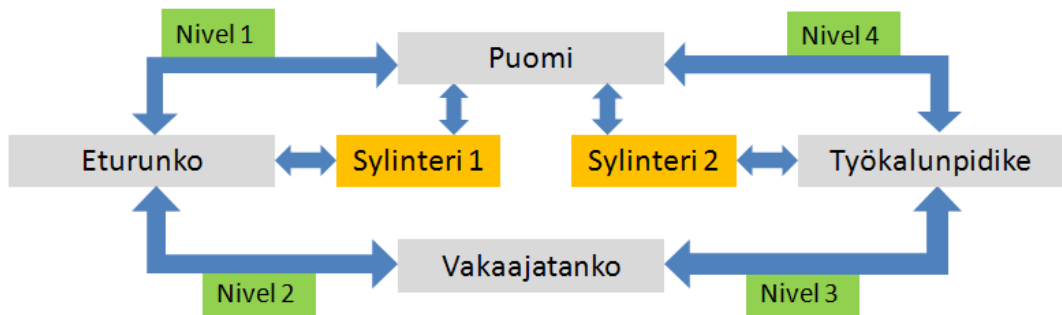 Nivel 1
Nivel 4
Puomi
Eturunko
Sylinteri 1
Sylinteri 2
Työkalunpidike
Vakaajatanko
Nivel 2
Nivel 3